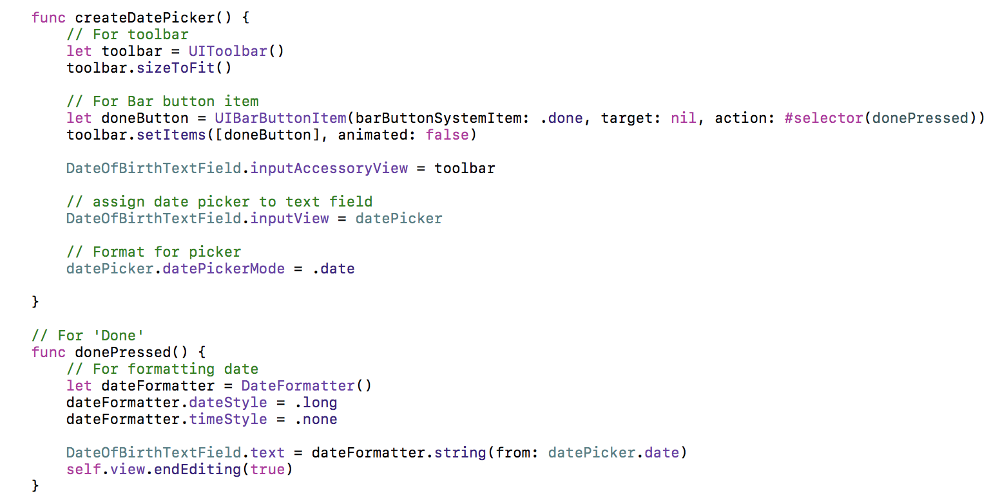 func createDatePicker() {
// For toolbar
let toolbar = UIToolbar()
toolbar.sizeToFit()
// For Bar button item
let doneButton = UIBarButtonItem(barButtonSystemItem: .done, target: nil, action: #selector(donePressed))
toolbar.setItems([doneButton], animated: false)
DateOfBirthTextField.inputAccessoryView = toolbar
// assign date picker to text field
DateOfBirthTextField.inputView = datePicker
// Format for picker
datePicker.datePickerMode = .date
}
// For 'Done'
func donePressed() {
// For formatting date
let dateFormatter = DateFormatter()
dateFormatter.dateStyle = .long
dateFormatter.timeStyle = .none
DateOfBirthTextField.text = dateFormatter.string(from: datePicker.date)
self.view.endEditing(true)
}